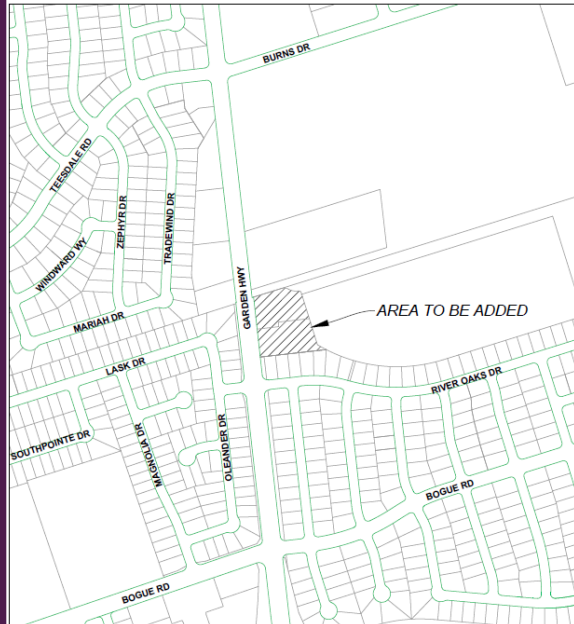 BURNS DR
TEESDALE RD
ZEPHYR DR
TRADEWIND DR
WINDWARD WY
GARDEN HWY
AREA TO BE ADDED
MARIAH DR
LASK DR
RIVER OAKS DR
SOUTHPOINTE DR
MAGNOLIA DR
OLEANDER DR
BOGUE RD
BOGUE RD